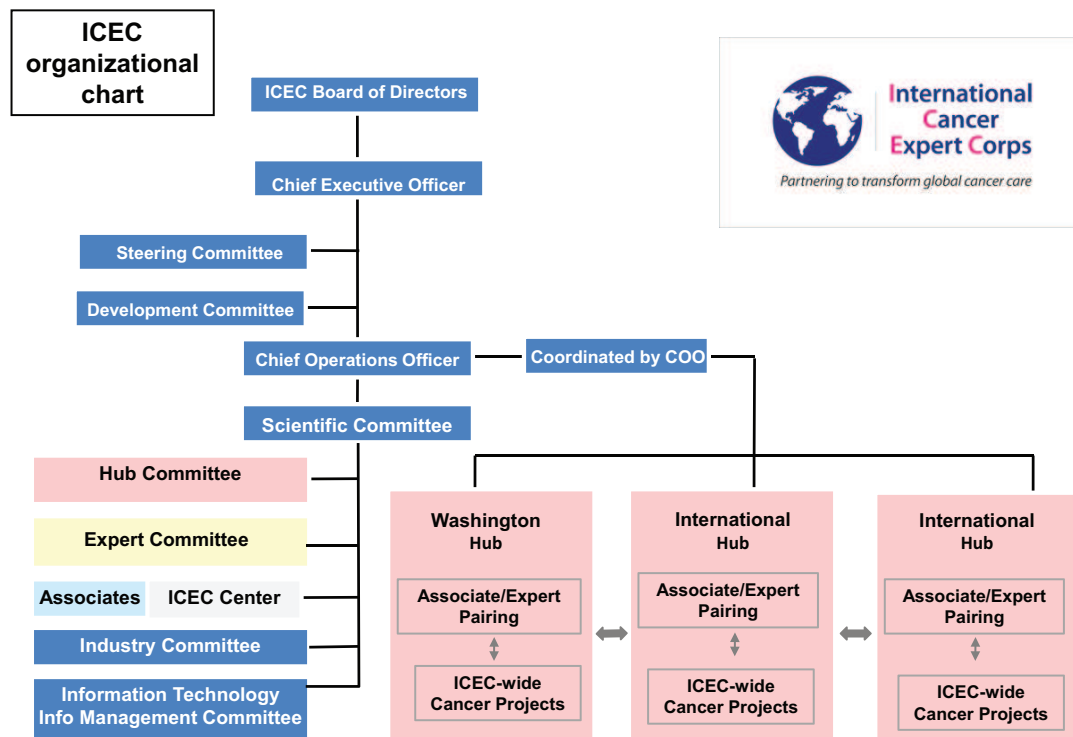 ICEC
organizational
chart
ICEC Board of Directors
International
Cancer
Expert Corps
Partnering to transform global cancer care
Chief Executive Officer
Steering Committee
Development Committee
Chief Operations Officer
Coordinated by COO
Scientific Committee
Hub Committee
Expert Committee
Associates
ICEC Center
Industry Committee
Information Technology
Info Management Committee
Washington
Hub
Associate/Expert
Pairing
ICEC-wide
Cancer Projects
International
Hub
Associate/Expert
Pairing
ICEC-wide
Cancer Projects
International
Hub
Associate/Expert
Pairing
ICEC-wide
Cancer Projects